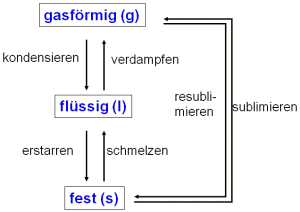 gasförmig (g)
kondensieren
verdampfen
flüssig (l)
resubli-
mieren
sublimieren
erstarren
schmelzen
fest (s)